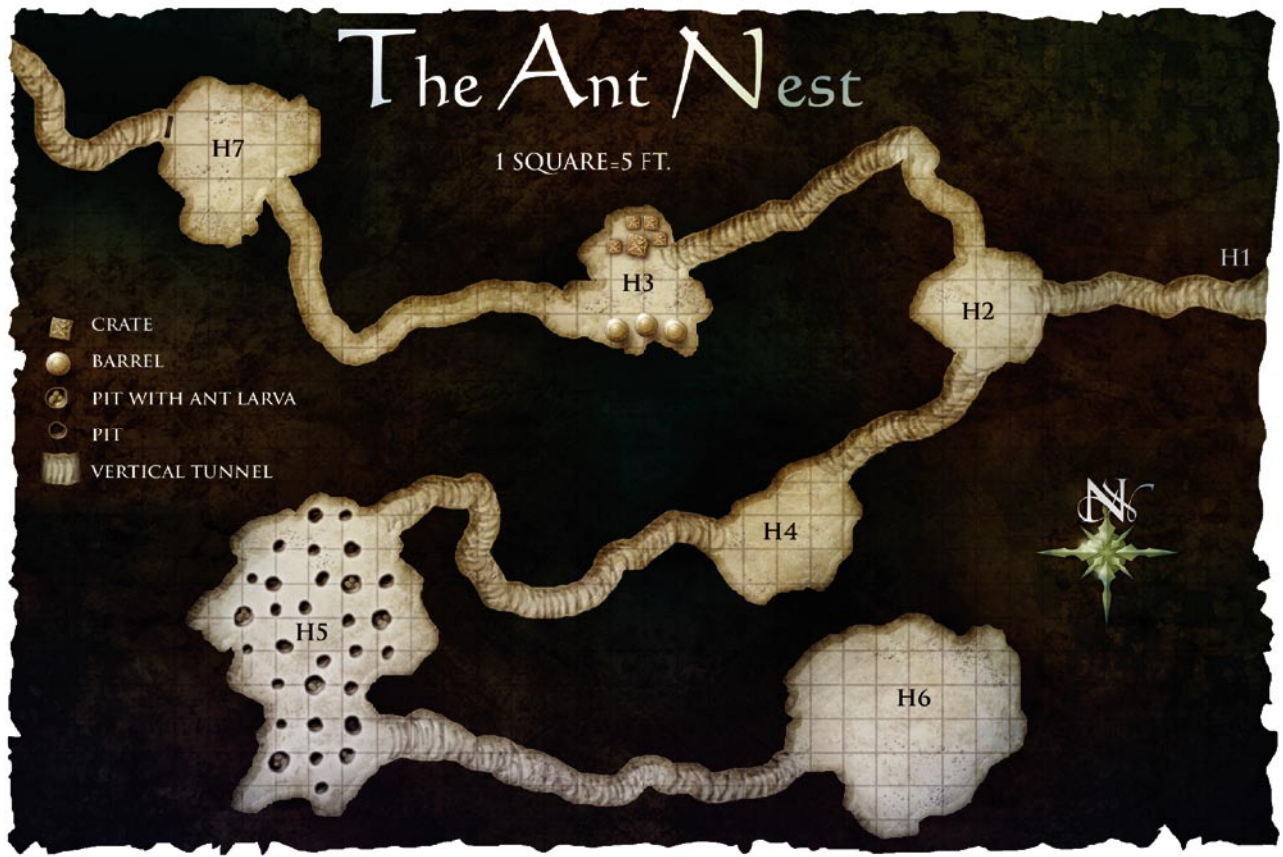 The Ant Nest
1 SQUARE=5 FT.
H7
H3
H1
H2
CRATE
BARREL
PIT WITH ANT LARVA
PIT
VERTICAL TUNNEL
N
H4
H5
H6